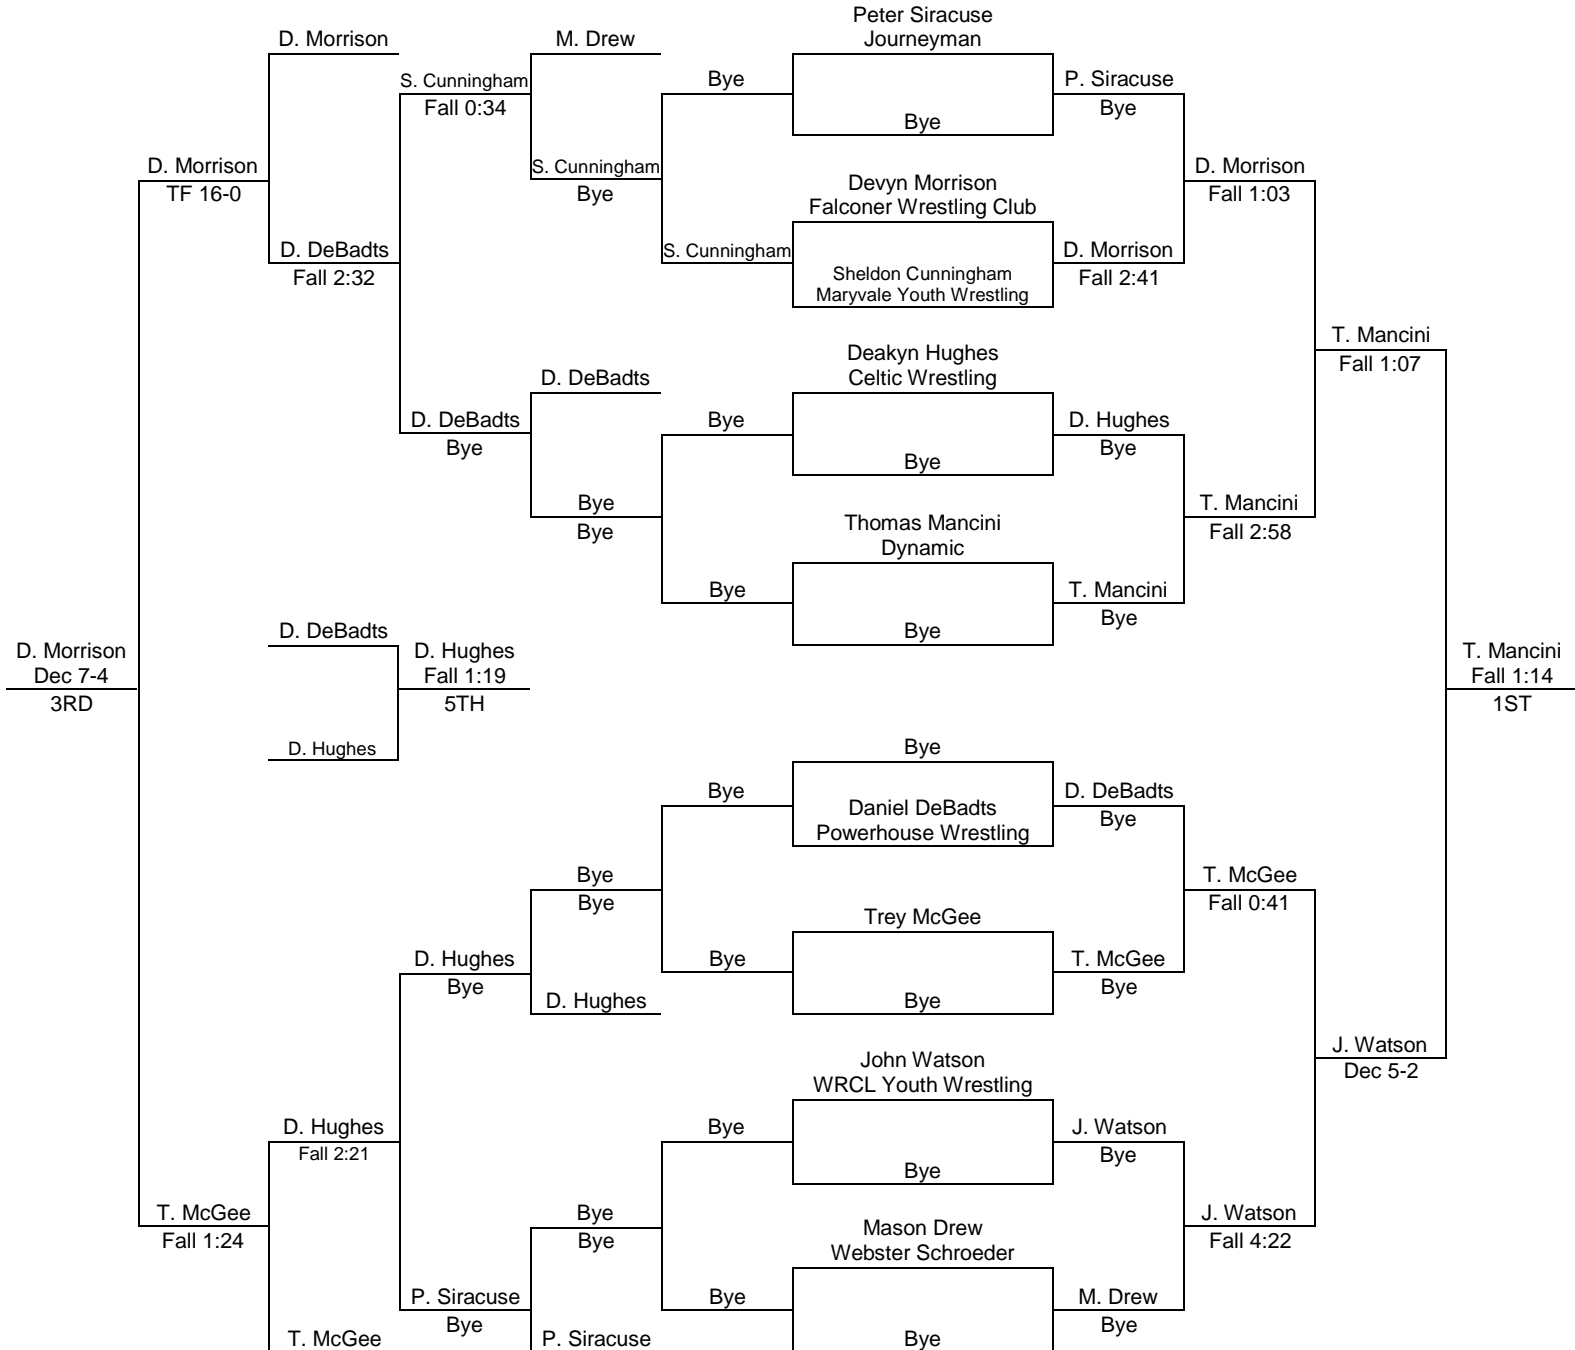 Peter Siracuse
Journeyman
D. Morrison
M. Drew
S. Cunningham
Fall 0:34
Bye
P. Siracuse
Bye
Bye
D. Morrison
TF 16-0
S. Cunningham
Bye
Devyn Morrison
Falconer Wrestling Club
D. Morrison
Fall 1:03
D. DeBadts
Fall 2:32
S. Cunningham
Sheldon Cunningham
Maryvale Youth Wrestling
D. Morrison
Fall 2:41
T. Mancini
Fall 1:07
Deakyn Hughes
Celtic Wrestling
D. DeBadts
D. DeBadts
Bye
Bye
D. Hughes
Bye
Bye
Bye
Bye
Thomas Mancini
Dynamic
T. Mancini
Fall 2:58
Bye
T. Mancini
Bye
Bye
D. Morrison
Dec 7-4
3RD
D. DeBadts
D. Hughes
Fall 1:19
5TH
D. Hughes
T. Mancini
Fall 1:14
1ST
Bye
Bye
Daniel DeBadts
Powerhouse Wrestling
D. DeBadts
Bye
Bye
Bye
T. McGee
Fall 0:41
Trey McGee
D. Hughes
Bye
D. Hughes
Bye
Bye
T. McGee
Bye
John Watson
WRCL Youth Wrestling
J. Watson
Dec 5-2
D. Hughes
Fall 2:21
Bye
Bye
J. Watson
Bye
T. McGee
Fall 1:24
Bye
Bye
Mason Drew
Webster Schroeder
J. Watson
Fall 4:22
P. Siracuse
Bye
Bye
M. Drew
Bye
T. McGee
P. Siracuse
Bye